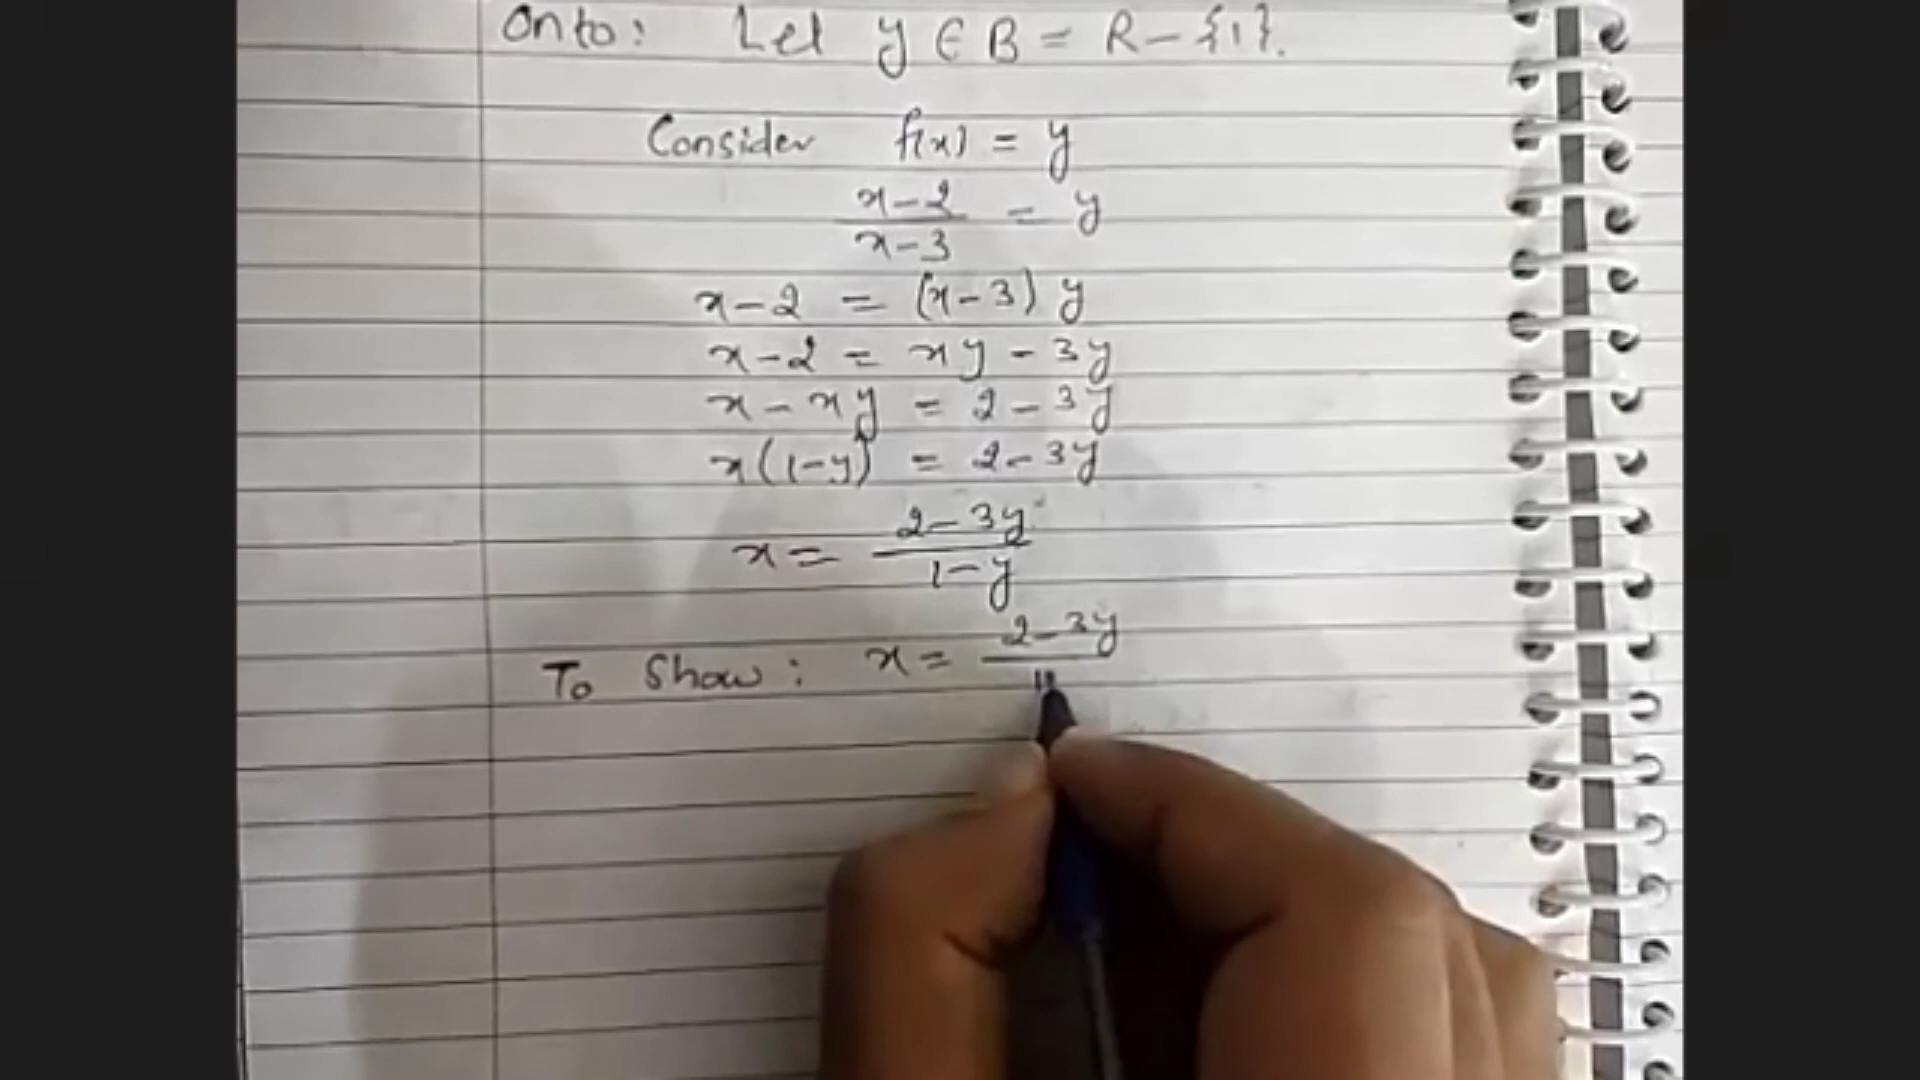 Onto: Let y ∈ B = R - {1}.
Consider f(x) = y
x-2/x-3 = y
x-2 = (x-3) y
x-2 = xy - 3y
x - xy = 2 - 3y
x(1-y) = 2-3y
x = 2-3y/1-y
To Show: x = 2-3y/1